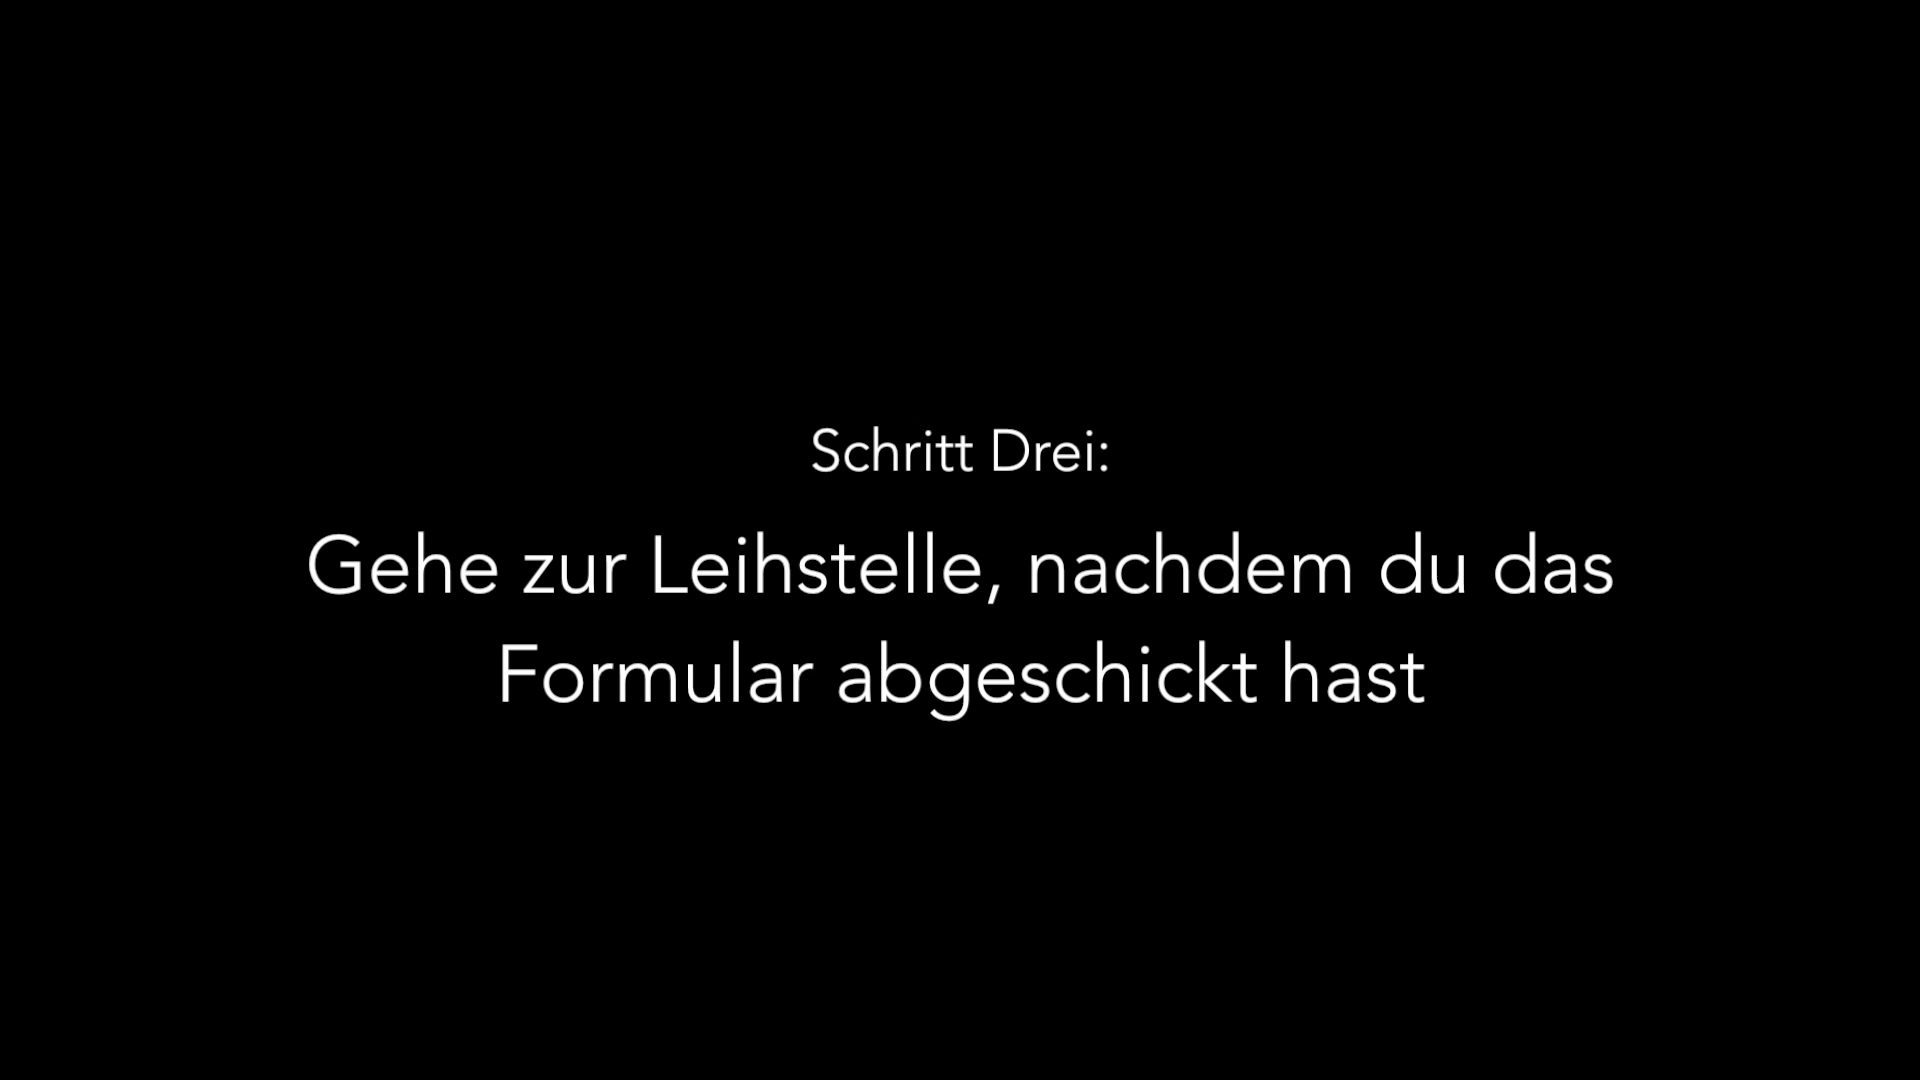 Schritt Drei:
Gehe zur Leihstelle, nachdem du das
Formular abgeschickt hast